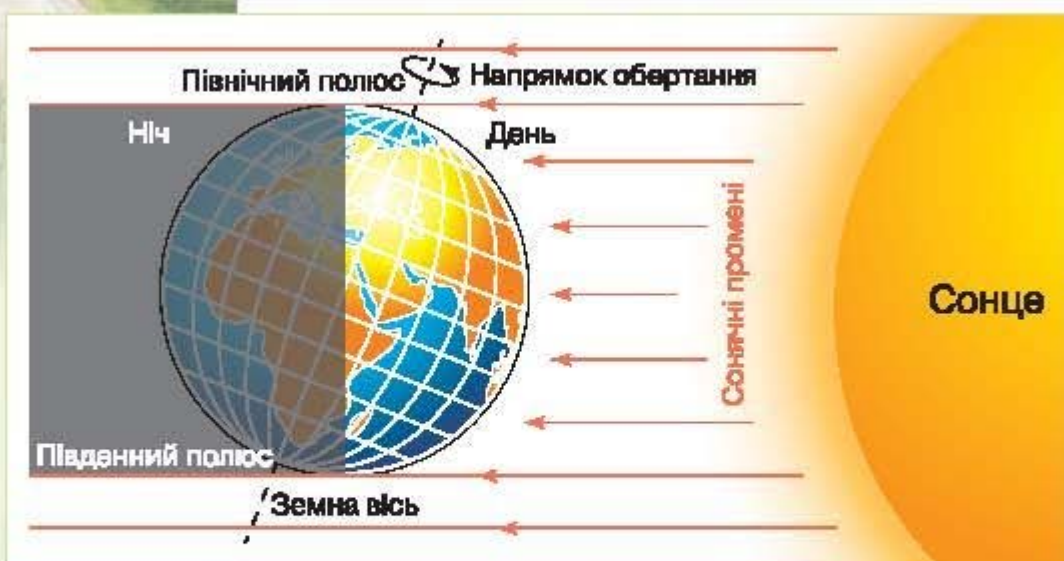 Північний полюс
Напрямок обертання
Ніч
День
Сонячні промені
Сонце
Південний полюс
Земна вісь